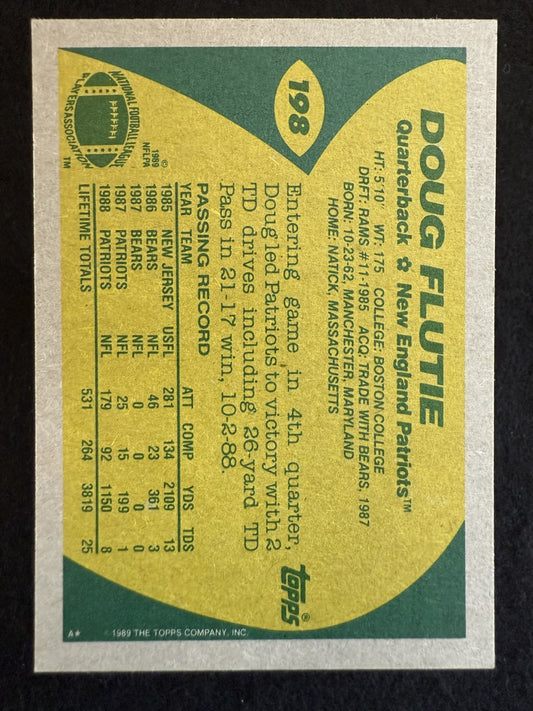 198
DOUG FLUTIE
Quarterback ✿ New England Patriots™
HT: 5'10" WT: 175 COLLEGE: BOSTON COLLEGE
DRFT: RAMS #11-1985 ACQ: TRADE WITH BEARS, 1987
BORN: 10-23-62, MANCHESTER, MARYLAND
HOME: NATICK, MASSACHUSETTS
Entering game in 4th quarter,
Doug led Patriots to victory with 2
TD drives including 26-yard TD
Pass in 21-17 win, 10-2-88.
topps®
NATIONAL FOOTBALL LEAGUE
PLAYERS ASSOCIATION
™
©
1989
NFLPA
PASSING RECORD
YEAR TEAM ATT COMP YDS TDS
1985 NEW JERSEY USFL 281 134 2109 13
1986 BEARS NFL 46 23 361 3
1987 BEARS NFL 0 0 0 0
1987 PATRIOTS NFL 25 15 199 1
1988 PATRIOTS NFL 179 92 1150 8
LIFETIME TOTALS 531 264 3819 25
© 1989 THE TOPPS COMPANY, INC.
A★